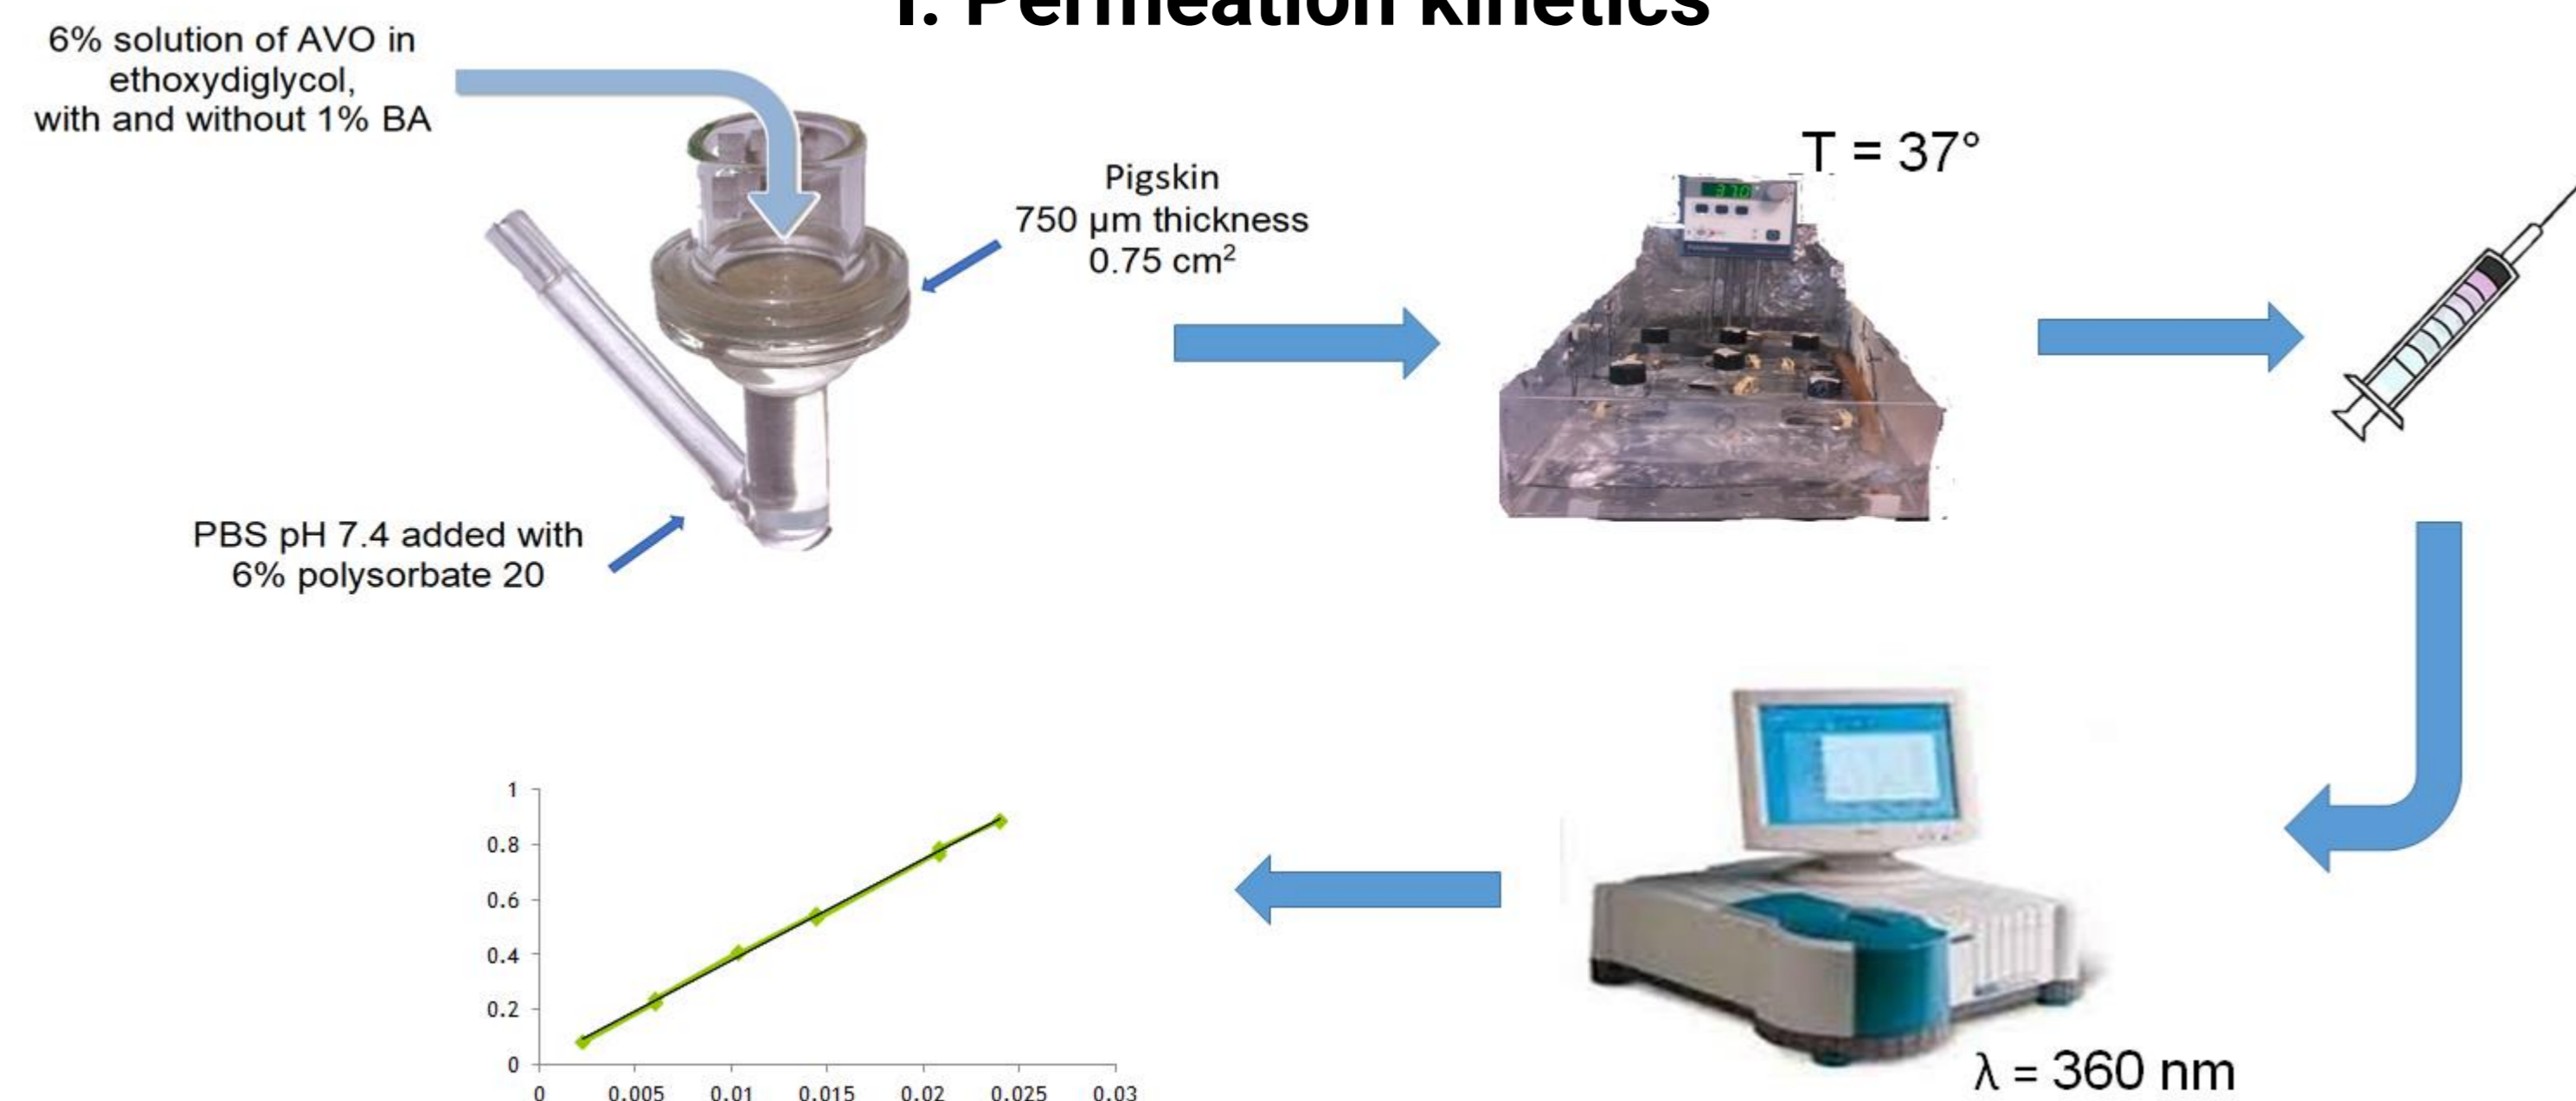 I. Permeation kinetics
6% solution of AVO in
ethoxydiglycol,
with and without 1% BA
Pigskin
750 µm thickness
0.75 cm²
T = 37°
37.0
PBS pH 7.4 added with
6% polysorbate 20
1
0.8
0.6
0.4
0.2
0
0 0.005 0.01 0.015 0.02 0.025 0.03
λ = 360 nm